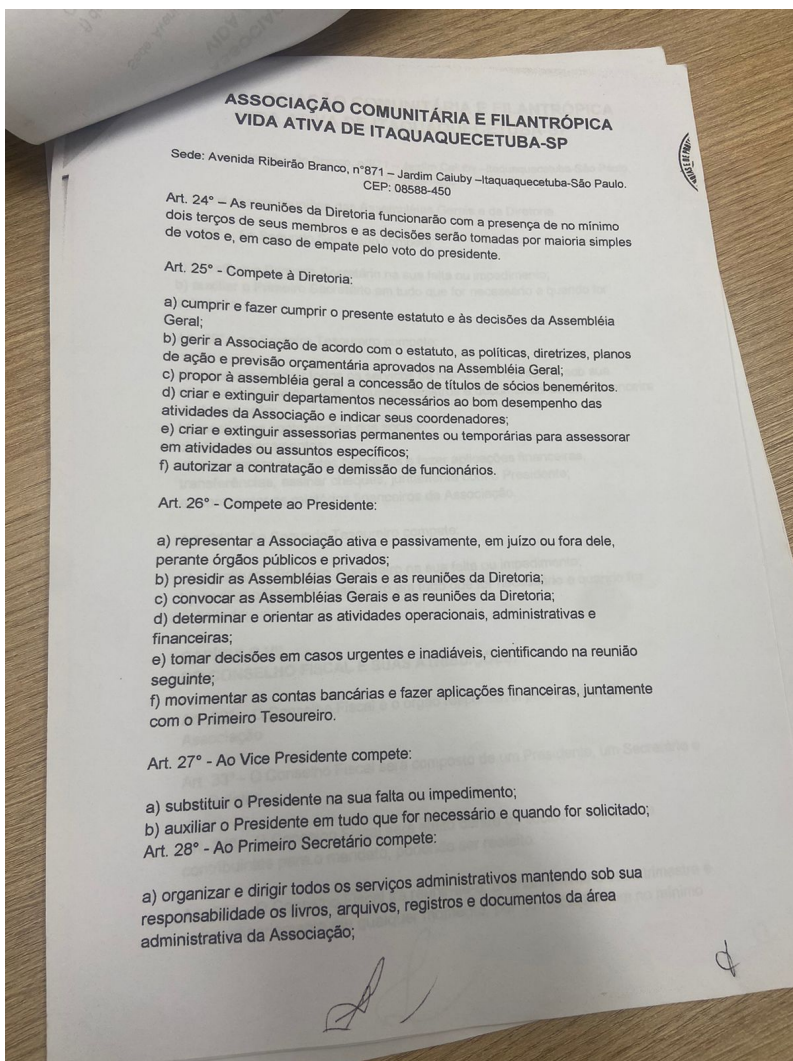 ASSOCIAÇÃO COMUNITÁRIA E FILANTRÓPICA
VIDA ATIVA DE ITAQUAQUECETUBA-SP
Sede: Avenida Ribeirão Branco, n°871 – Jardim Caiuby –Itaquaquecetuba-São Paulo.
CEP: 08588-450
Art. 24° – As reuniões da Diretoria funcionarão com a presença de no mínimo
dois terços de seus membros e as decisões serão tomadas por maioria simples
de votos e, em caso de empate pelo voto do presidente.
Art. 25° - Compete à Diretoria:
a) cumprir e fazer cumprir o presente estatuto e às decisões da Assembléia
Geral;
b) gerir a Associação de acordo com o estatuto, as políticas, diretrizes, planos
de ação e previsão orçamentária aprovados na Assembléia Geral;
c) propor à assembléia geral a concessão de títulos de sócios beneméritos.
d) criar e extinguir departamentos necessários ao bom desempenho das
atividades da Associação e indicar seus coordenadores;
e) criar e extinguir assessorias permanentes ou temporárias para assessorar
em atividades ou assuntos específicos;
f) autorizar a contratação e demissão de funcionários.
Art. 26° - Compete ao Presidente:
a) representar a Associação ativa e passivamente, em juízo ou fora dele,
perante órgãos públicos e privados;
b) presidir as Assembléias Gerais e as reuniões da Diretoria;
c) convocar as Assembléias Gerais e as reuniões da Diretoria;
d) determinar e orientar as atividades operacionais, administrativas e
financeiras;
e) tomar decisões em casos urgentes e inadiáveis, cientificando na reunião
seguinte;
f) movimentar as contas bancárias e fazer aplicações financeiras, juntamente
com o Primeiro Tesoureiro.
Art. 27° - Ao Vice Presidente compete:
a) substituir o Presidente na sua falta ou impedimento;
b) auxiliar o Presidente em tudo que for necessário e quando for solicitado;
Art. 28° - Ao Primeiro Secretário compete:
a) organizar e dirigir todos os serviços administrativos mantendo sob sua
responsabilidade os livros, arquivos, registros e documentos da área
administrativa da Associação;